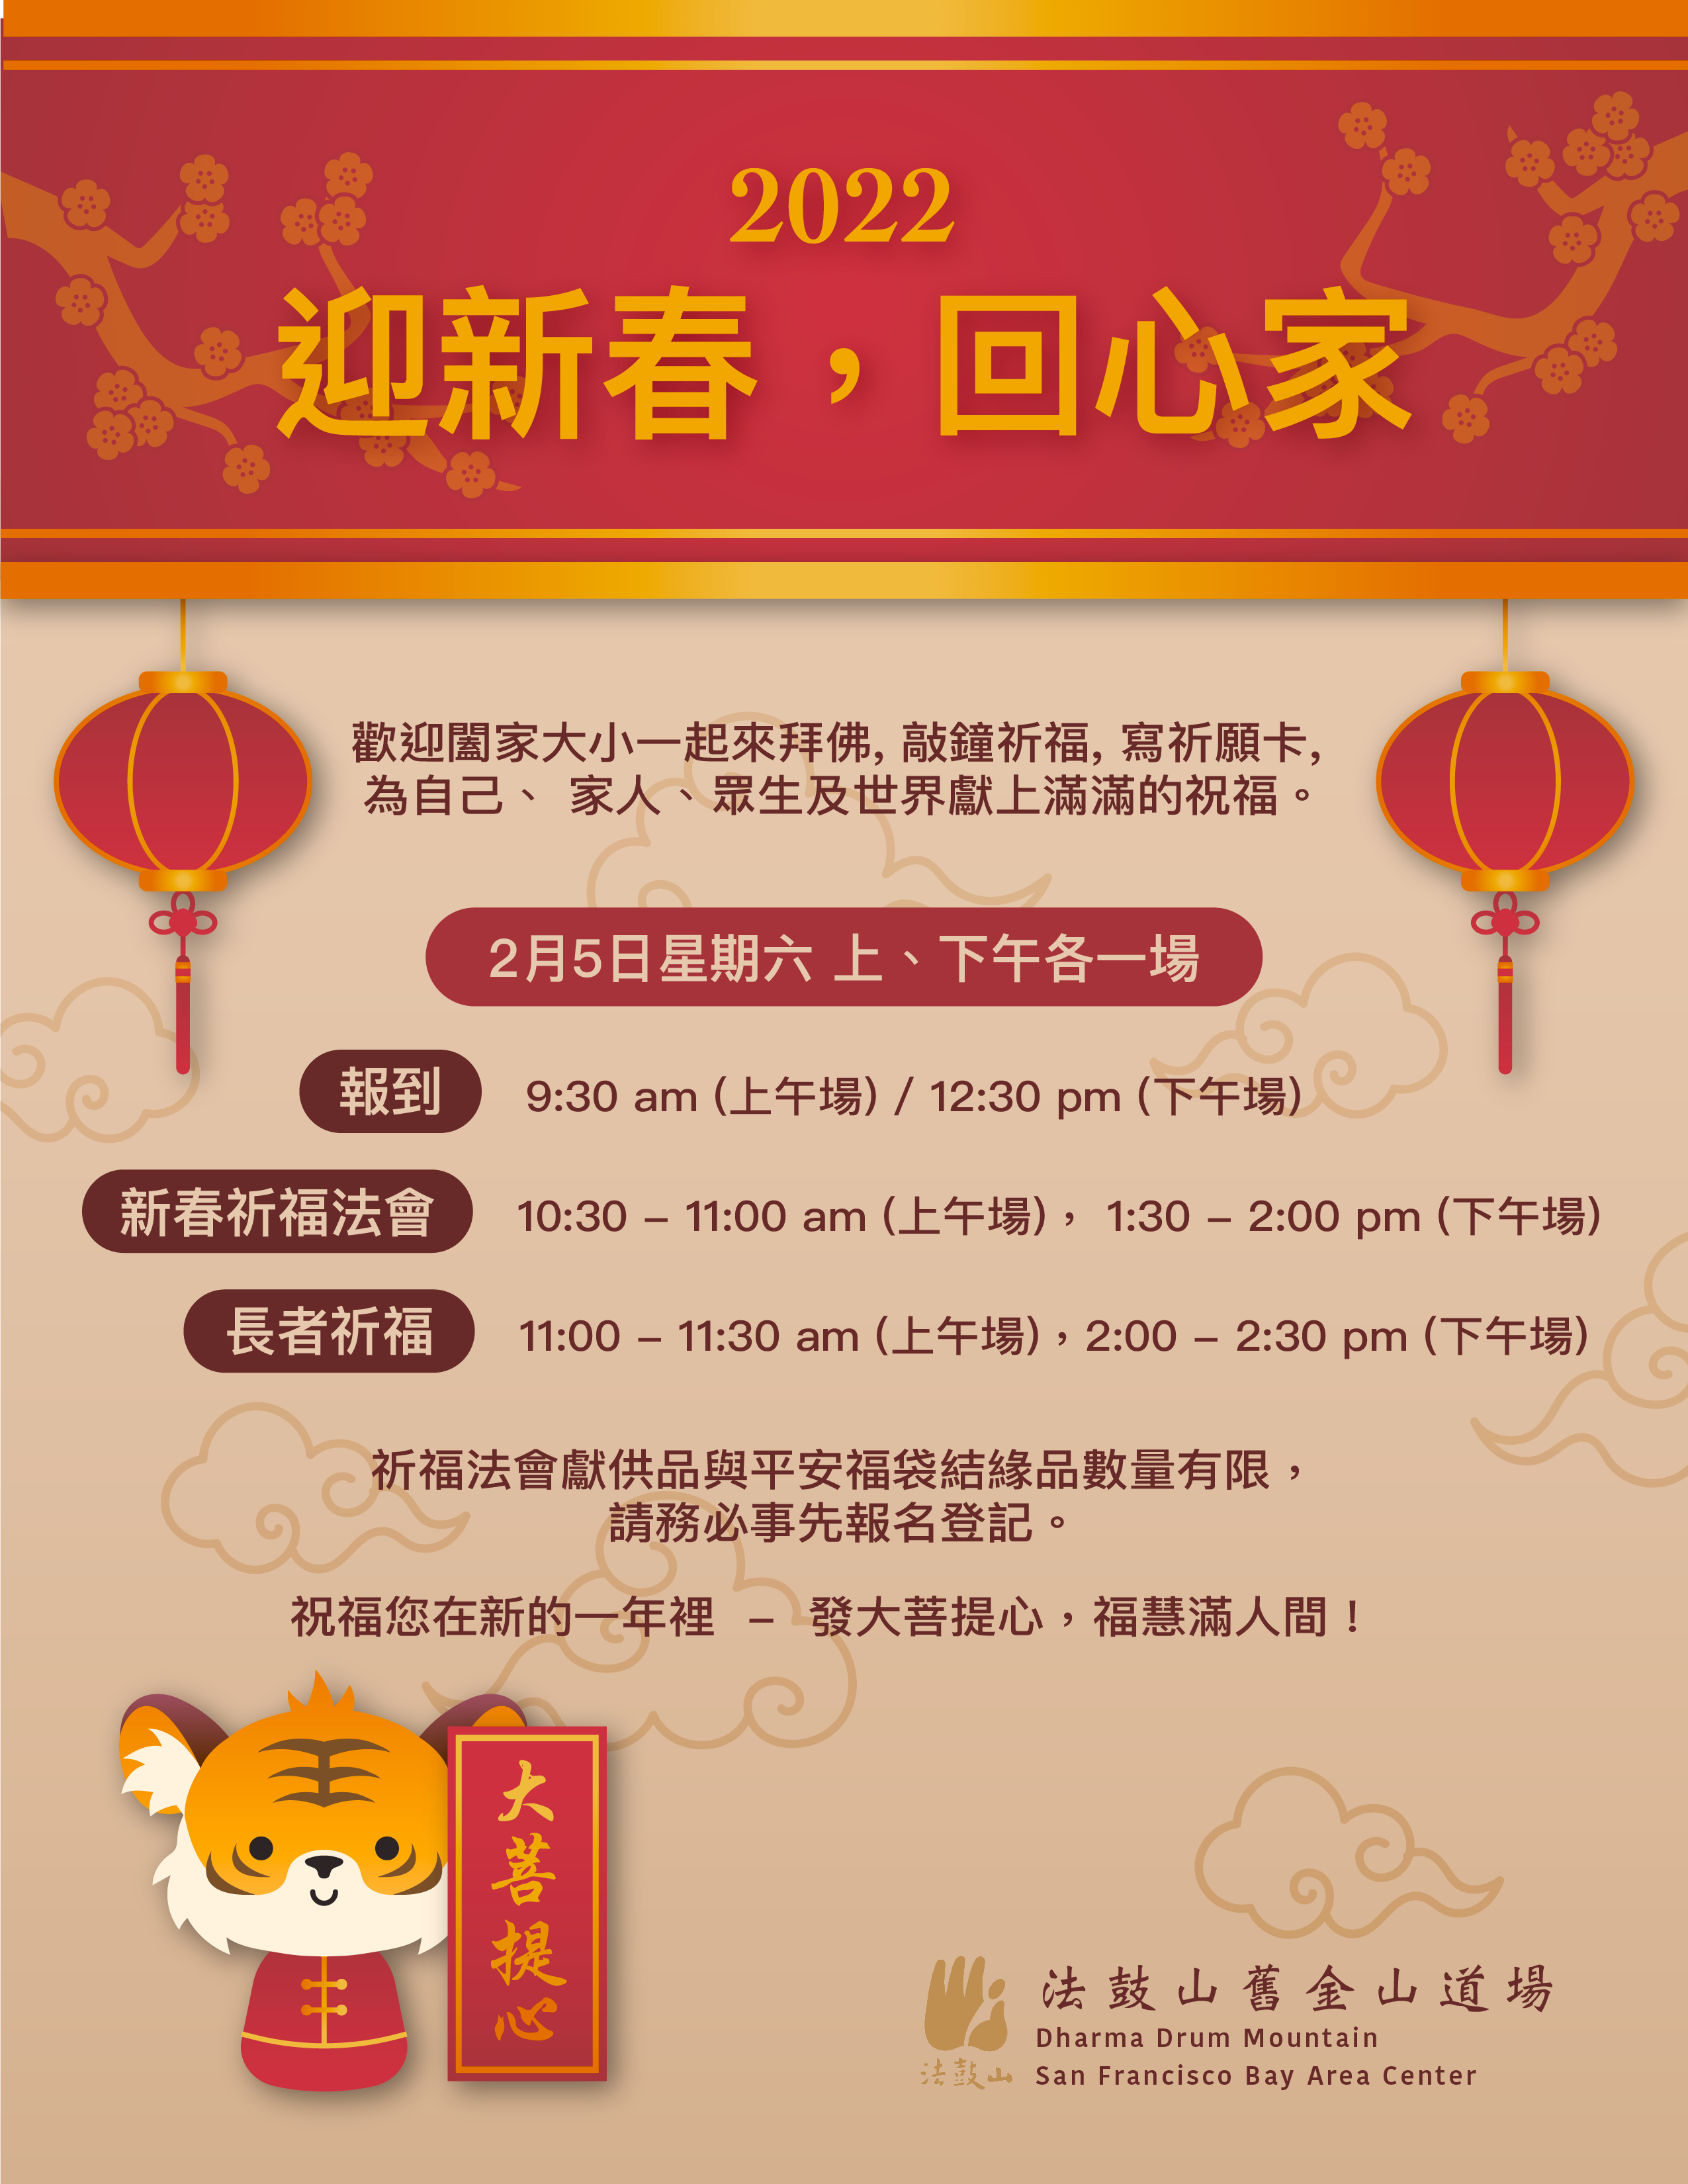 2022
迎新春，回心家
歡迎闔家大小一起來拜佛, 敲鐘祈福, 寫祈願卡,
為自己、 家人、眾生及世界獻上滿滿的祝福。
2月5日星期六 上、下午各一場
報到 9:30 am (上午場) / 12:30 pm (下午場)
新春祈福法會 10:30 – 11:00 am (上午場)， 1:30 – 2:00 pm (下午場)
長者祈福 11:00 – 11:30 am (上午場)，2:00 – 2:30 pm (下午場)
祈福法會獻供品與平安福袋結緣品數量有限，
請務必事先報名登記。
祝福您在新的一年裡 – 發大菩提心，福慧滿人間！
大菩提心
法鼓山舊金山道場
Dharma Drum Mountain
San Francisco Bay Area Center
法鼓山